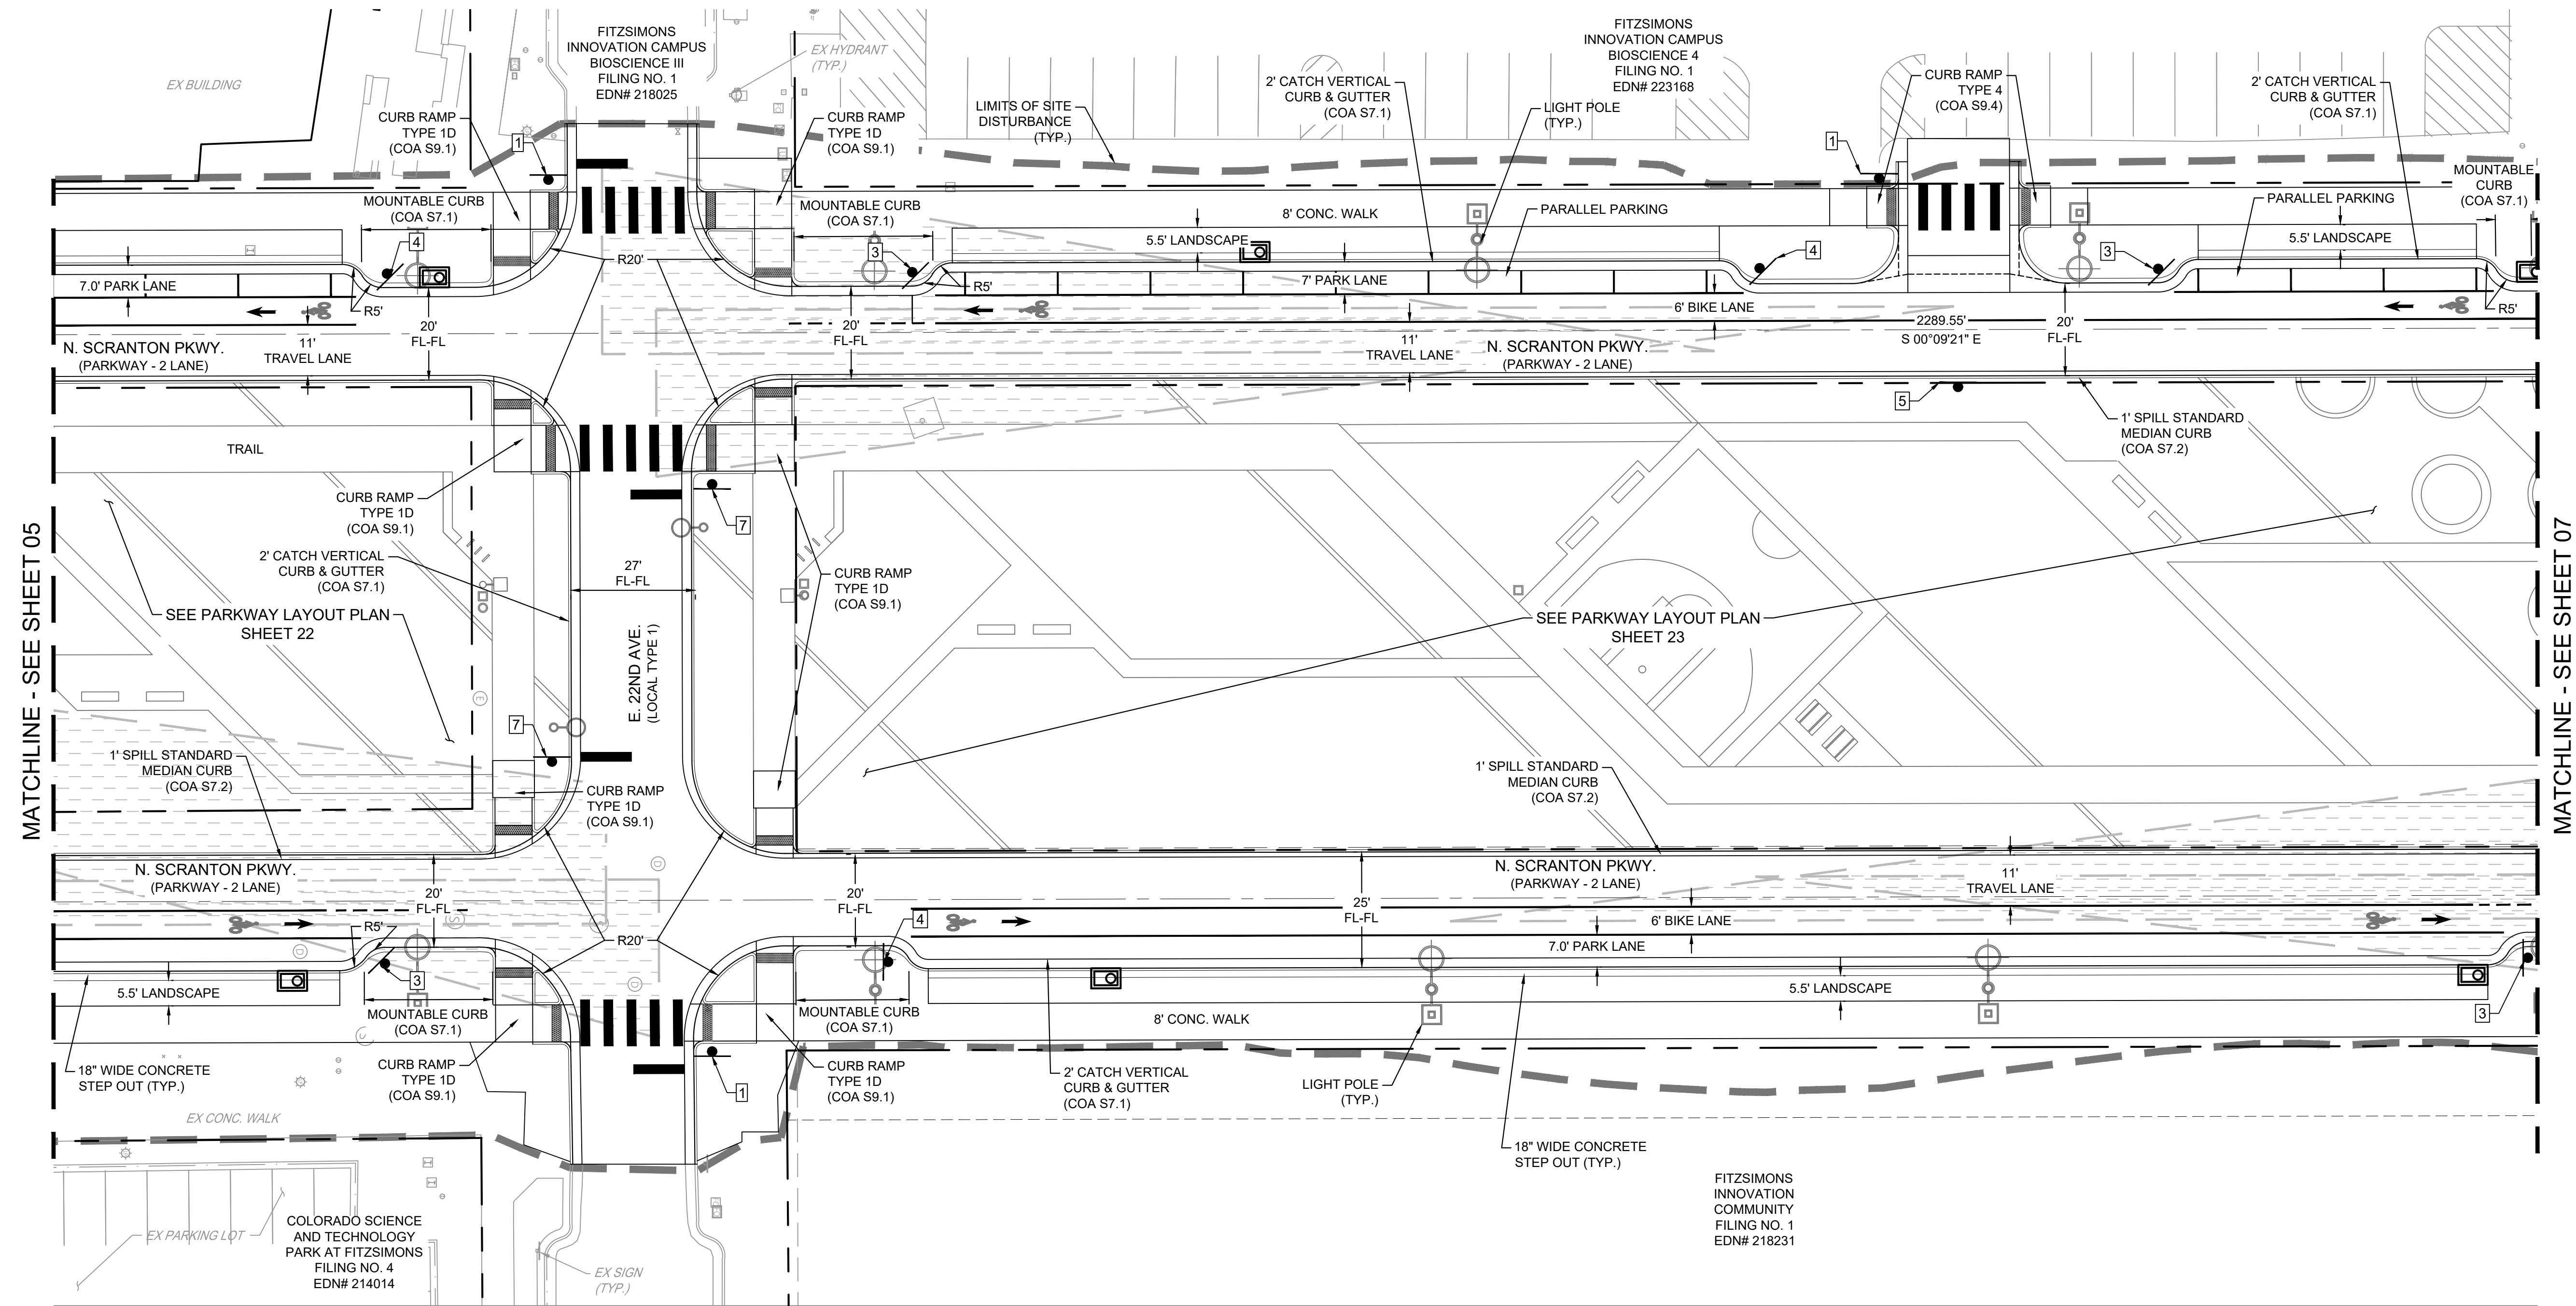 FITZSIMONS
INNOVATION CAMPUS
BIOSCIENCE III
FILING NO. 1
EDN# 218025
EX HYDRANT
(TYP.)
FITZSIMONS
INNOVATION CAMPUS
BIOSCIENCE 4
FILING NO. 1
EDN# 223168
EX BUILDING
CURB RAMP
TYPE 1D
(COA S9.1)
1
CURB RAMP
TYPE 1D
(COA S9.1)
LIMITS OF SITE
DISTURBANCE
(TYP.)
2' CATCH VERTICAL
CURB & GUTTER
(COA S7.1)
LIGHT POLE
(TYP.)
1
CURB RAMP
TYPE 4
(COA S9.4)
2' CATCH VERTICAL
CURB & GUTTER
(COA S7.1)
MOUNTABLE
CURB
(COA S7.1)
MOUNTABLE CURB
(COA S7.1)
4
MOUNTABLE CURB
(COA S7.1)
3
8' CONC. WALK
PARALLEL PARKING
5.5' LANDSCAPE
4
3
PARALLEL PARKING
5.5' LANDSCAPE
R20'
7.0' PARK LANE
R5'
R5'
7' PARK LANE
6' BIKE LANE
R5'
2289.55'
S 00°09'21" E
20'
FL-FL
20'
FL-FL
20'
FL-FL
11'
TRAVEL LANE
11'
TRAVEL LANE
N. SCRANTON PKWY.
(PARKWAY - 2 LANE)
N. SCRANTON PKWY.
(PARKWAY - 2 LANE)
5
1' SPILL STANDARD
MEDIAN CURB
(COA S7.2)
TRAIL
CURB RAMP
TYPE 1D
(COA S9.1)
7
2' CATCH VERTICAL
CURB & GUTTER
(COA S7.1)
27'
FL-FL
CURB RAMP
TYPE 1D
(COA S9.1)
SEE PARKWAY LAYOUT PLAN
SHEET 22
SEE PARKWAY LAYOUT PLAN
SHEET 23
E. 22ND AVE.
(LOCAL TYPE 1)
MATCHLINE - SEE SHEET 05
MATCHLINE - SEE SHEET 07
E
7
1' SPILL STANDARD
MEDIAN CURB
(COA S7.2)
CURB RAMP
TYPE 1D
(COA S9.1)
1' SPILL STANDARD
MEDIAN CURB
(COA S7.2)
N. SCRANTON PKWY.
(PARKWAY - 2 LANE)
D
N. SCRANTON PKWY.
(PARKWAY - 2 LANE)
11'
TRAVEL LANE
20'
FL-FL
20'
FL-FL
25'
FL-FL
4
S
R5'
R20'
D
D
6' BIKE LANE
7.0' PARK LANE
3
5.5' LANDSCAPE
5.5' LANDSCAPE
MOUNTABLE CURB
(COA S7.1)
MOUNTABLE CURB
(COA S7.1)
8' CONC. WALK
3
18" WIDE CONCRETE
STEP OUT (TYP.)
CURB RAMP
TYPE 1D
(COA S9.1)
1
CURB RAMP
TYPE 1D
(COA S9.1)
2' CATCH VERTICAL
CURB & GUTTER
(COA S7.1)
LIGHT POLE
(TYP.)
EX CONC. WALK
18" WIDE CONCRETE
STEP OUT (TYP.)
FITZSIMONS
INNOVATION
COMMUNITY
FILING NO. 1
EDN# 218231
EX PARKING LOT
COLORADO SCIENCE
AND TECHNOLOGY
PARK AT FITZSIMONS
FILING NO. 4
EDN# 214014
EX SIGN
(TYP.)